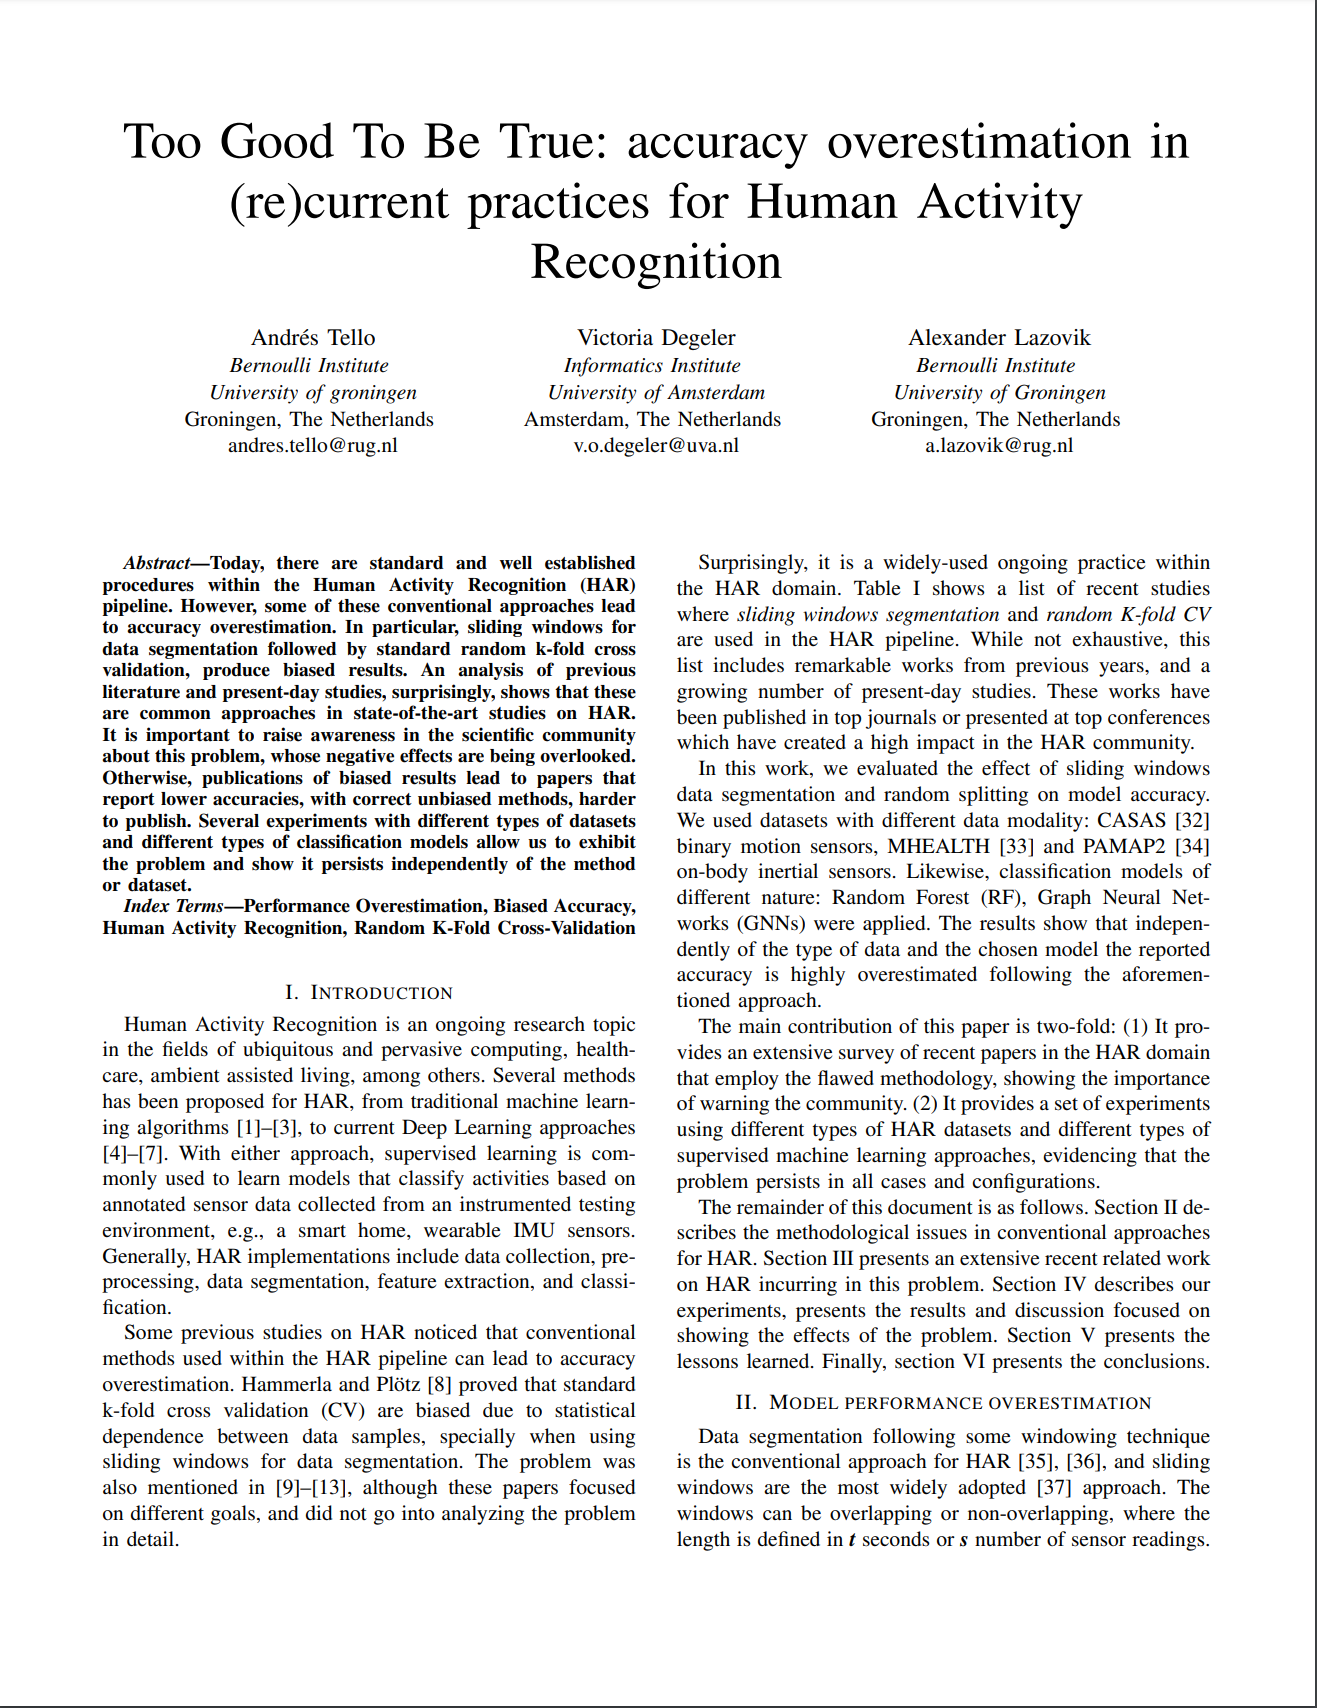 Too Good To Be True: accuracy overestimation in
(re)current practices for Human Activity
Recognition
Andrés Tello
Bernoulli Institute
University of groningen
Groningen, The Netherlands
andres.tello@rug.nl
Victoria Degeler
Informatics Institute
University of Amsterdam
Amsterdam, The Netherlands
v.o.degeler@uva.nl
Alexander Lazovik
Bernoulli Institute
University of Groningen
Groningen, The Netherlands
a.lazovik@rug.nl
Abstract—Today, there are standard and well established
procedures within the Human Activity Recognition (HAR)
pipeline. However, some of these conventional approaches lead
to accuracy overestimation. In particular, sliding windows for
data segmentation followed by standard random k-fold cross
validation, produce biased results. An analysis of previous
literature and present-day studies, surprisingly, shows that these
are common approaches in state-of-the-art studies on HAR.
It is important to raise awareness in the scientific community
about this problem, whose negative effects are being overlooked.
Otherwise, publications of biased results lead to papers that
report lower accuracies, with correct unbiased methods, harder
to publish. Several experiments with different types of datasets
and different types of classification models allow us to exhibit
the problem and show it persists independently of the method
or dataset.
Index Terms—Performance Overestimation, Biased Accuracy,
Human Activity Recognition, Random K-Fold Cross-Validation
I. INTRODUCTION
Human Activity Recognition is an ongoing research topic
in the fields of ubiquitous and pervasive computing, health-
care, ambient assisted living, among others. Several methods
has been proposed for HAR, from traditional machine learn-
ing algorithms [1]–[3], to current Deep Learning approaches
[4]–[7]. With either approach, supervised learning is com-
monly used to learn models that classify activities based on
annotated sensor data collected from an instrumented testing
environment, e.g., a smart home, wearable IMU sensors.
Generally, HAR implementations include data collection, pre-
processing, data segmentation, feature extraction, and classi-
fication.
Some previous studies on HAR noticed that conventional
methods used within the HAR pipeline can lead to accuracy
overestimation. Hammerla and Plötz [8] proved that standard
k-fold cross validation (CV) are biased due to statistical
dependence between data samples, specially when using
sliding windows for data segmentation. The problem was
also mentioned in [9]–[13], although these papers focused
on different goals, and did not go into analyzing the problem
in detail.
Surprisingly, it is a widely-used ongoing practice within
the HAR domain. Table I shows a list of recent studies
where sliding windows segmentation and random K-fold CV
are used in the HAR pipeline. While not exhaustive, this
list includes remarkable works from previous years, and a
growing number of present-day studies. These works have
been published in top journals or presented at top conferences
which have created a high impact in the HAR community.
In this work, we evaluated the effect of sliding windows
data segmentation and random splitting on model accuracy.
We used datasets with different data modality: CASAS [32]
binary motion sensors, MHEALTH [33] and PAMAP2 [34]
on-body inertial sensors. Likewise, classification models of
different nature: Random Forest (RF), Graph Neural Net-
works (GNNs) were applied. The results show that indepen-
dently of the type of data and the chosen model the reported
accuracy is highly overestimated following the aforemen-
tioned approach.
The main contribution of this paper is two-fold: (1) It pro-
vides an extensive survey of recent papers in the HAR domain
that employ the flawed methodology, showing the importance
of warning the community. (2) It provides a set of experiments
using different types of HAR datasets and different types of
supervised machine learning approaches, evidencing that the
problem persists in all cases and configurations.
The remainder of this document is as follows. Section II de-
scribes the methodological issues in conventional approaches
for HAR. Section III presents an extensive recent related work
on HAR incurring in this problem. Section IV describes our
experiments, presents the results and discussion focused on
showing the effects of the problem. Section V presents the
lessons learned. Finally, section VI presents the conclusions.
II. MODEL PERFORMANCE OVERESTIMATION
Data segmentation following some windowing technique
is the conventional approach for HAR [35], [36], and sliding
windows are the most widely adopted [37] approach. The
windows can be overlapping or non-overlapping, where the
length is defined in t seconds or s number of sensor readings.